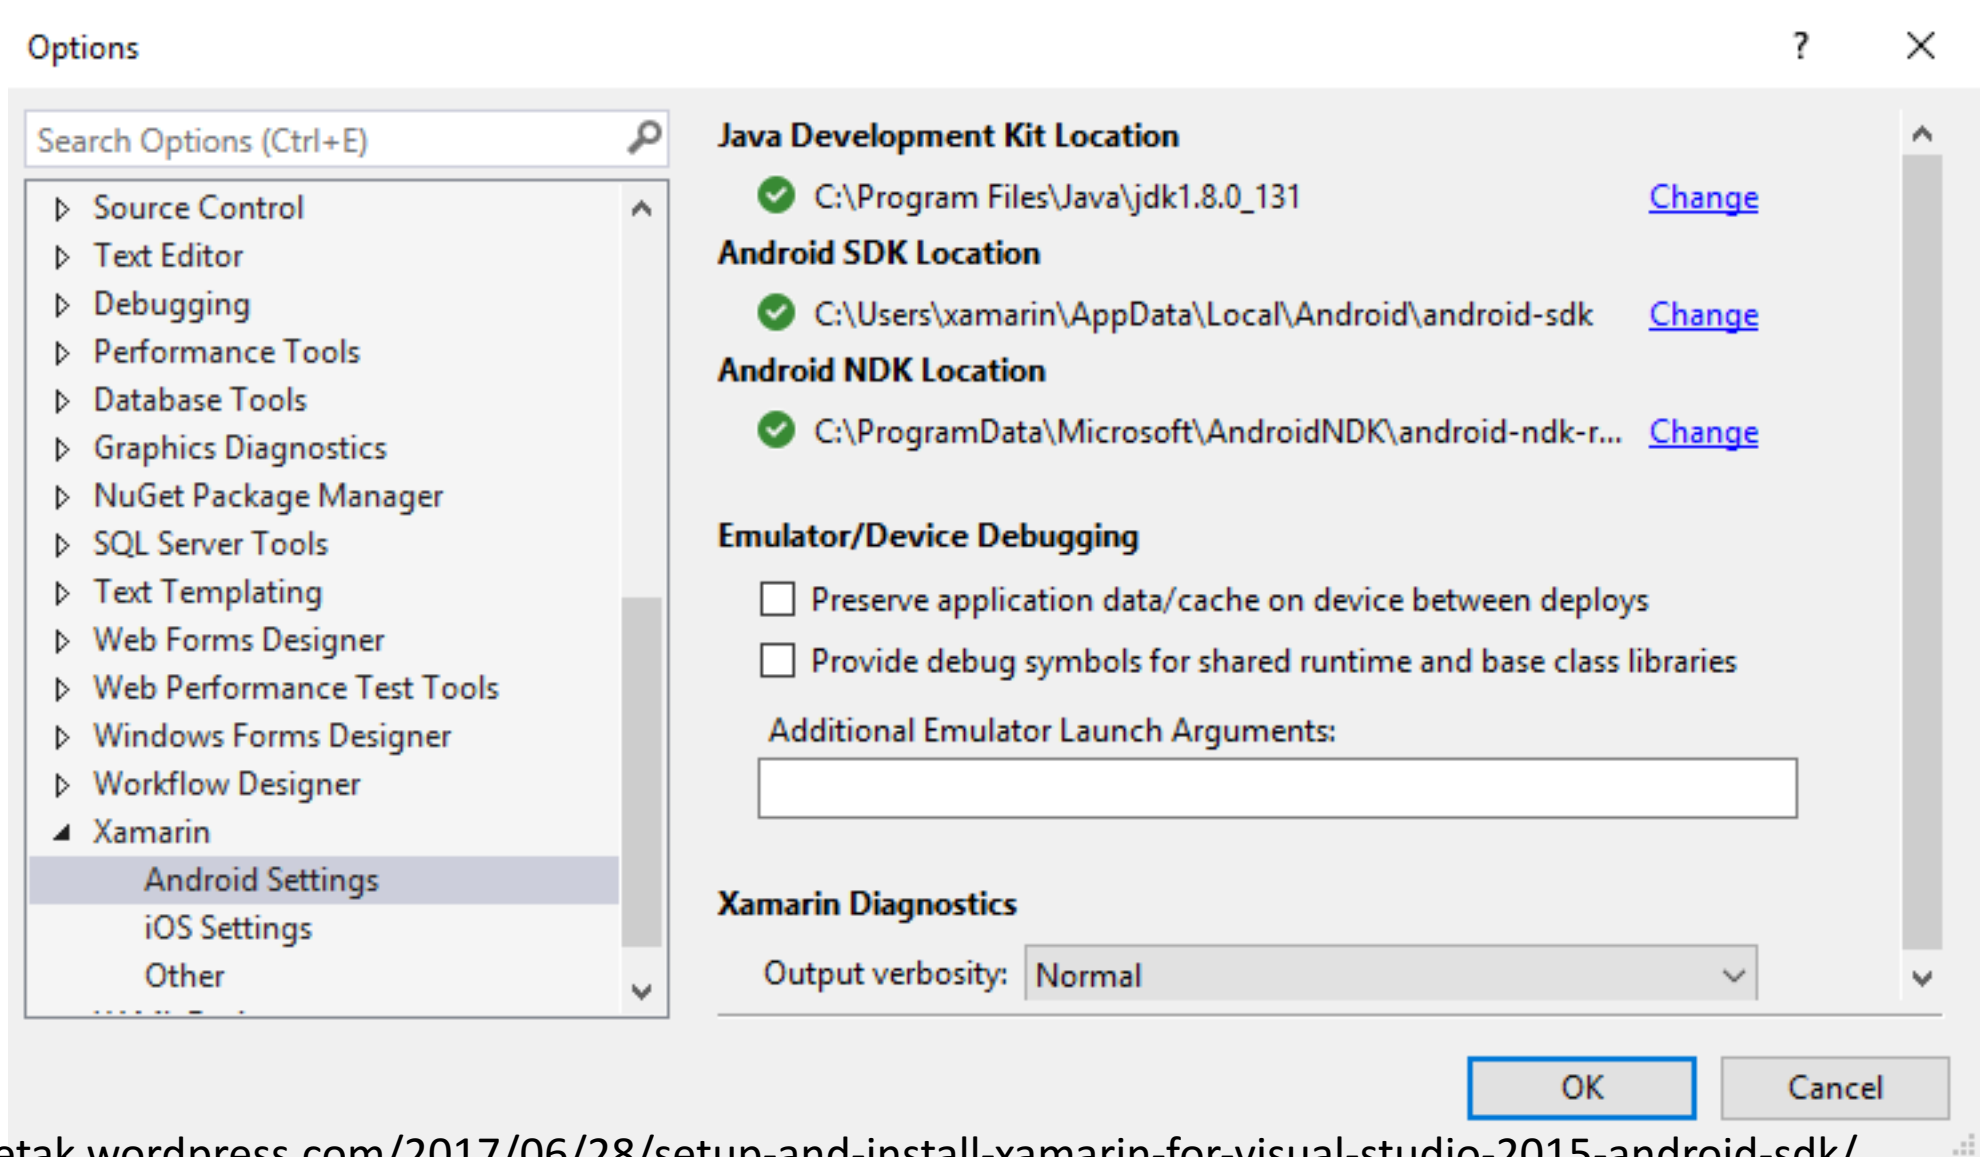 Options
?
Search Options (Ctrl+E)
Source Control
Text Editor
Debugging
Performance Tools
Database Tools
Graphics Diagnostics
NuGet Package Manager
SQL Server Tools
Text Templating
Web Forms Designer
Web Performance Test Tools
Windows Forms Designer
Workflow Designer
Xamarin
Android Settings
iOS Settings
Other
Java Development Kit Location
C:\Program Files\Java\jdk1.8.0_131 Change
Android SDK Location
C:\Users\xamarin\AppData\Local\Android\android-sdk Change
Android NDK Location
C:\ProgramData\Microsoft\AndroidNDK\android-ndk-r... Change
Emulator/Device Debugging
Preserve application data/cache on device between deploys
Provide debug symbols for shared runtime and base class libraries
Additional Emulator Launch Arguments:
Xamarin Diagnostics
Output verbosity: Normal
OK Cancel
etak.wordpress.com/2017/06/28/setup-and-install-xamarin-for-visual-studio-2015-android-sdk/